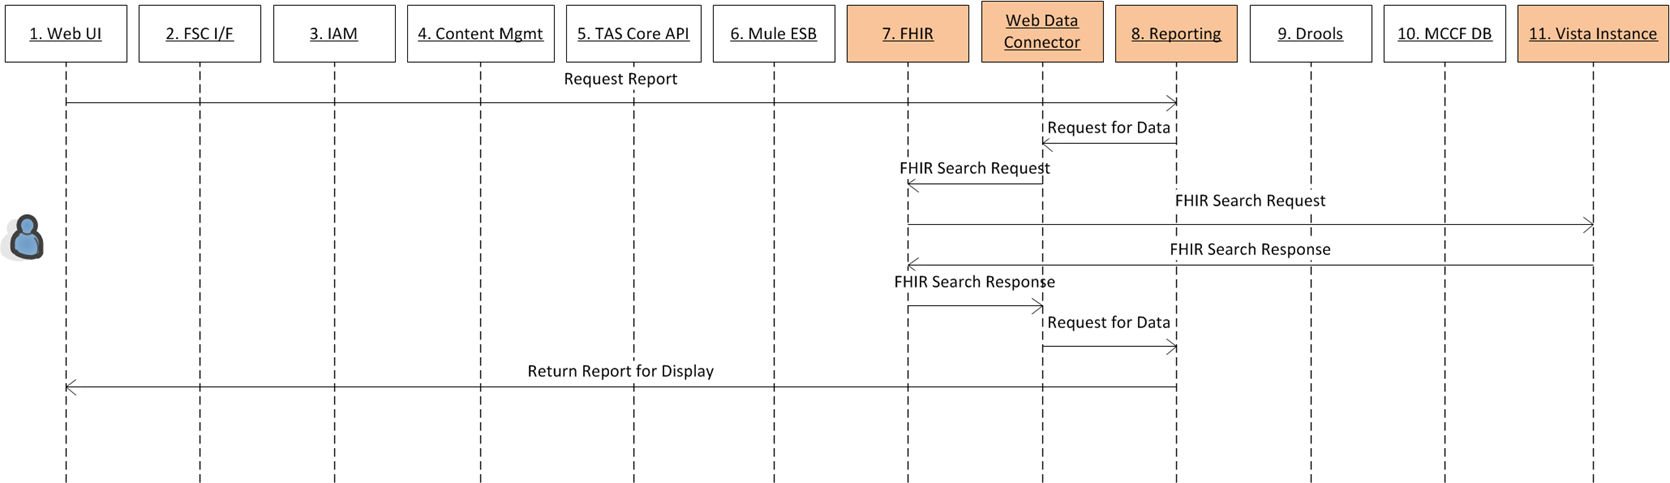 1. Web UI
2. FSC I/F
3. IAM
4. Content Mgmt
5. TAS Core API
6. Mule ESB
7. FHIR
Web Data
Connector
8. Reporting
9. Drools
10. MCCF DB
11. Vista Instance
Request Report
Request for Data
FHIR Search Request
FHIR Search Request
FHIR Search Response
FHIR Search Response
Request for Data
Return Report for Display